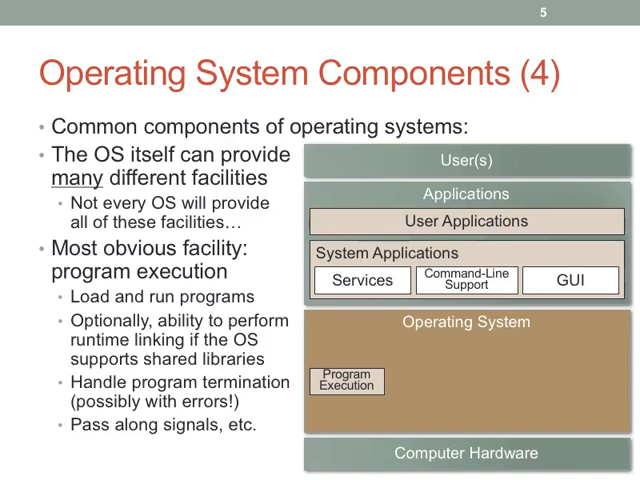 5
Operating System Components (4)
• Common components of operating systems:
• The OS itself can provide
many different facilities
• Not every OS will provide
all of these facilities…
• Most obvious facility:
program execution
• Load and run programs
• Optionally, ability to perform
runtime linking if the OS
supports shared libraries
• Handle program termination
(possibly with errors!)
• Pass along signals, etc.
User(s)
Applications
User Applications
System Applications
Services
Command-Line
Support
GUI
Operating System
Program
Execution
Computer Hardware